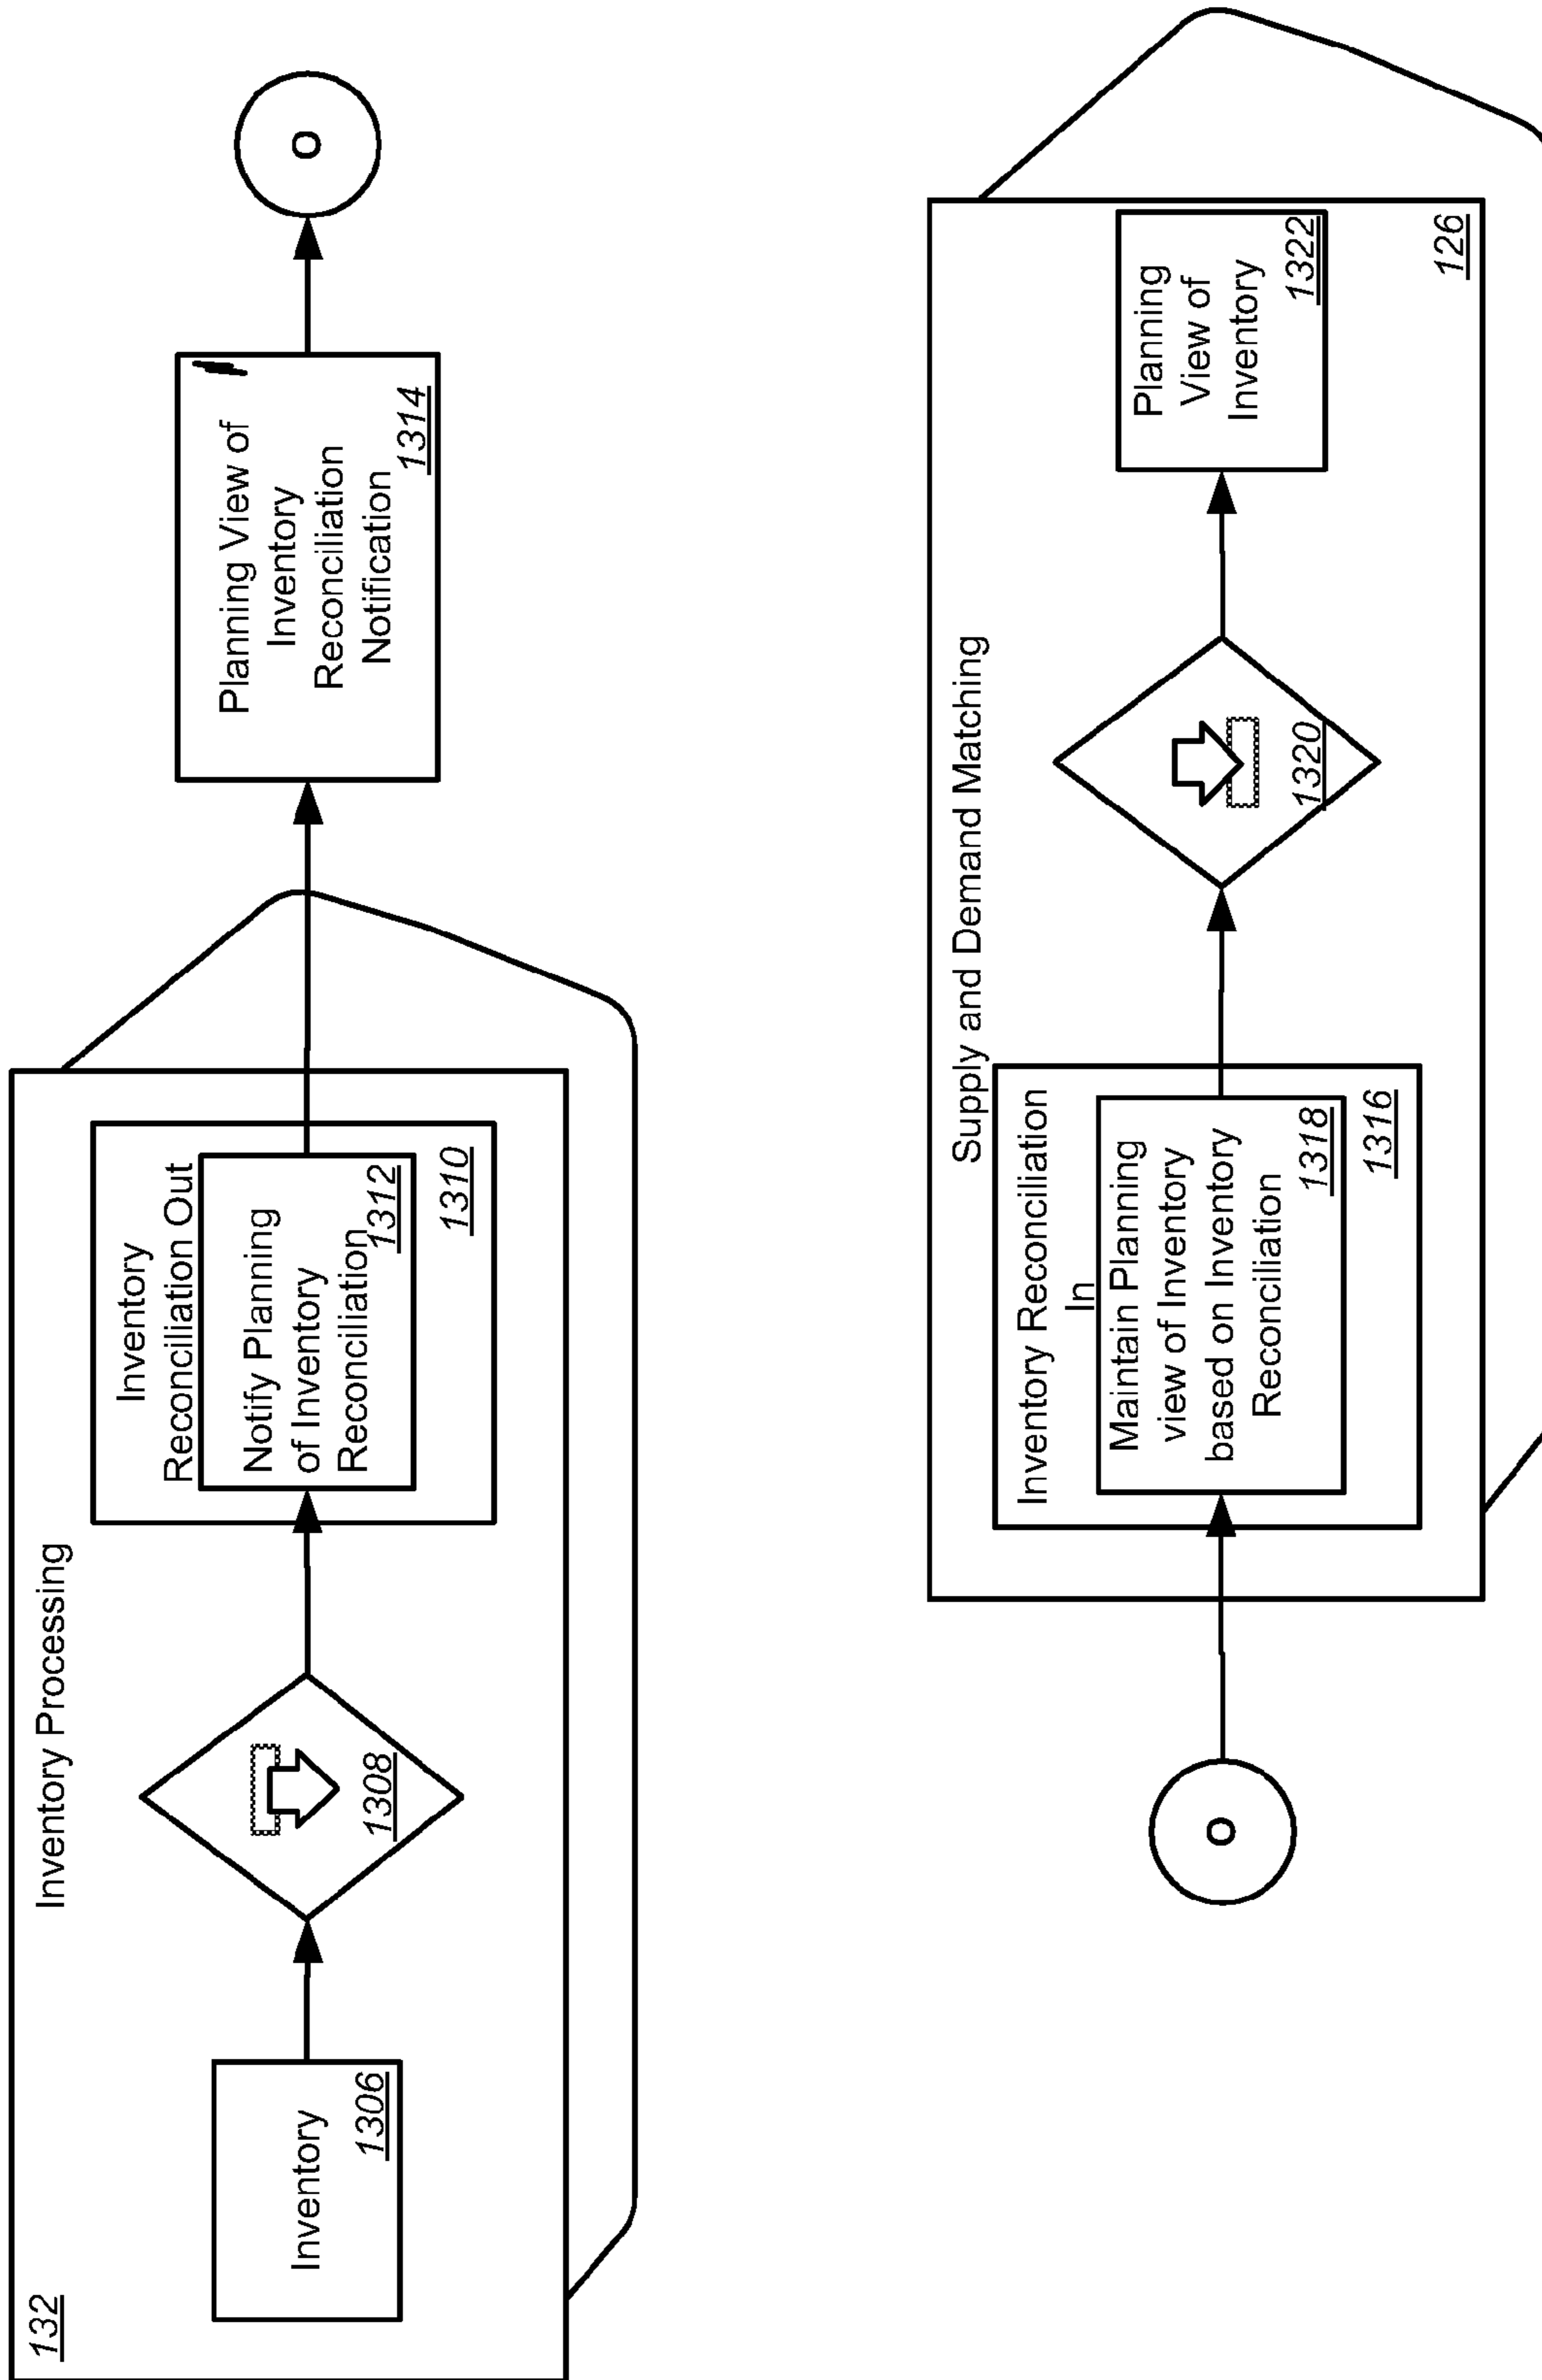 132
Inventory Processing
Inventory
1306
1308
Inventory
Reconciliation Out
Notify Planning
of Inventory
Reconciliation
1312
1310
Planning View of
Inventory
Reconciliation
Notification
1314
o
Supply and Demand Matching
o
Inventory Reconciliation
In
Maintain Planning
view of Inventory
based on Inventory
Reconciliation
1318
1316
1320
Planning
View of
Inventory
1322
126